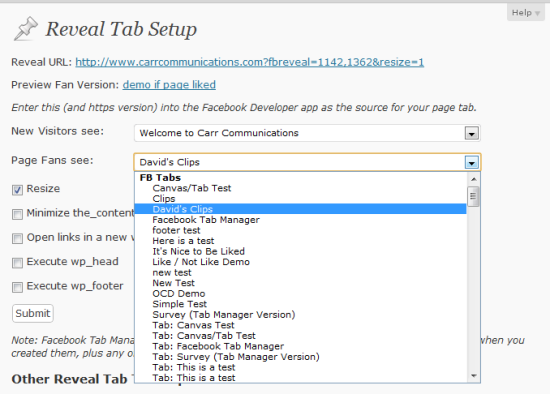 Help
Reveal Tab Setup
Reveal URL: http://www.carrcommunications.com?fbreveal=1142,1362&resize=1
Preview Fan Version: demo if page liked
Enter this (and https version) into the Facebook Developer app as the source for your page tab.
New Visitors see: Welcome to Carr Communications
Page Fans see: David's Clips
FB Tabs
Resize
Canvas/Tab Test
Clips
Minimize the_content
David's Clips
Facebook Tab Manager
footer test
Open links in a new
Here is a test
It's Nice to Be Liked
Execute wp_head
Like / Not Like Demo
new test
New Test
Execute wp_footer
OCD Demo
Simple Test
Submit
Survey (Tab Manager Version)
Tab: Canvas Test
Tab: Canvas/Tab Test
Note: Facebook Tab
Tab: Facebook Tab Manager
when you
created them, plus any
Tab: Survey (Tab Manager Version)
Tab: This is a test
Other Reveal Tab
Tab: This is a test